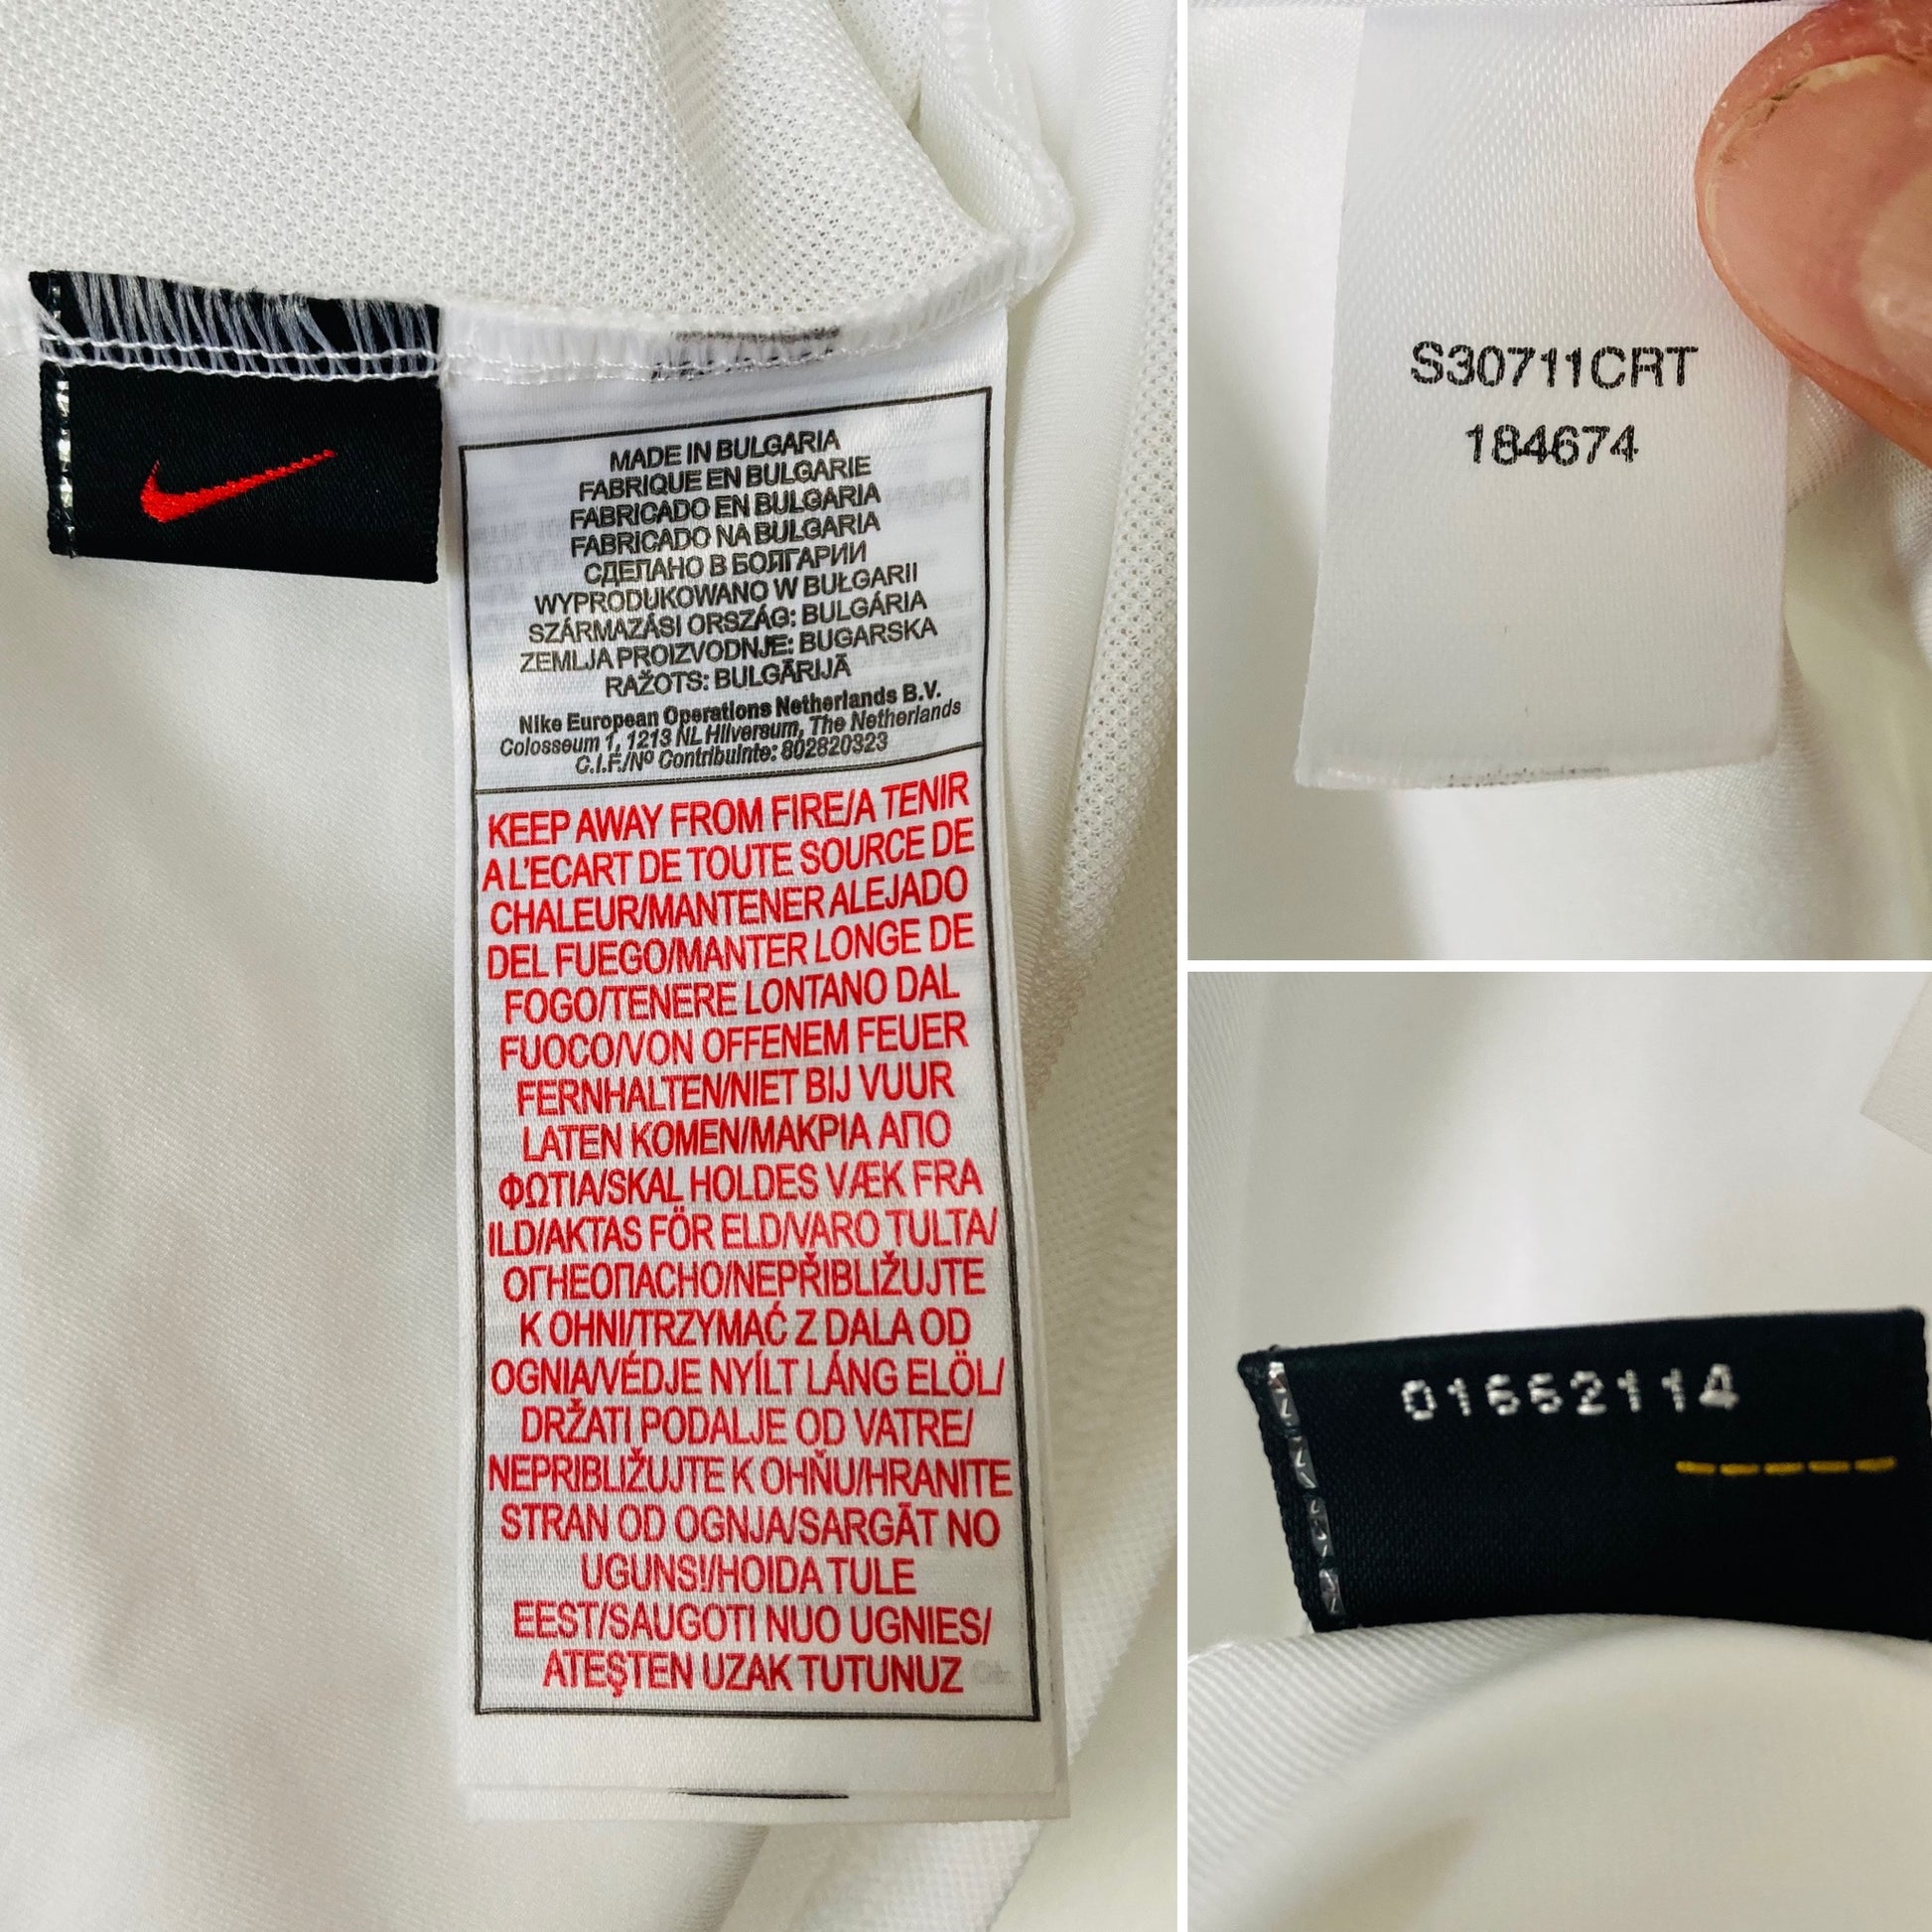 MADE IN BULGARIA
FABRIQUE EN BULGARIE
FABRICADO EN BULGARIA
FABRICADO NA BULGARIA
СДЕЛАНО В БОЛГАРИИ
WYPRODUKOWANO W BUŁGARII
SZÁRMAZÁSI ORSZÁG: BULGÁRIA
ZEMLJA PROIZVODNJE: BUGARSKA
RAŽOTS: BULGĀRIJĀ
Nike European Operations Netherlands B.V.
Colosseum 1, 1213 NL Hilversum, The Netherlands
C.I.F./Nº Contribuinte: 802820323
KEEP AWAY FROM FIRE/A TENIR
A L'ECART DE TOUTE SOURCE DE
CHALEUR/MANTENER ALEJADO
DEL FUEGO/MANTER LONGE DE
FOGO/TENERE LONTANO DAL
FUOCO/VON OFFENEM FEUER
FERNHALTEN/NIET BIJ VUUR
LATEN KOMEN/ΜΑΚΡΙΑ ΑΠΟ
ΦΩΤΙΑ/SKAL HOLDES VÆK FRA
ILD/AKTAS FÖR ELD/VARO TULTA/
ОГНЕОПАСНО/NEPŘIBLIŽUJTE
K OHNI/TRZYMAĆ Z DALA OD
OGNIA/VÉDJE NYÍLT LÁNG ELÖL/
DRŽATI PODALJE OD VATRE/
NEPRIBLIŽUJTE K OHŇU/HRANITE
STRAN OD OGNJA/SARGĀT NO
UGUNS!/HOIDA TULE
EEST/SAUGOTI NUO UGNIES/
ATEŞTEN UZAK TUTUNUZ
S30711CRT
184674
01552114